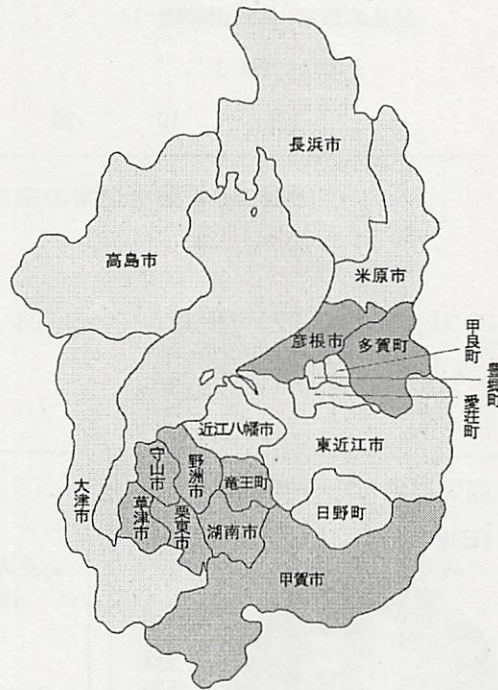 長浜市
高島市
米原市
彦根市
多賀町
甲良町
豊郷町
愛荘町
近江八幡市
東近江市
守山市
野洲市
竜王町
大津市
草津市
栗東市
湖南市
日野町
甲賀市